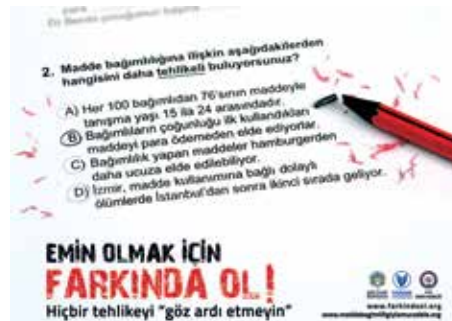 2. Madde bağımlılığına ilişkin aşağıdakilerden
hangisini daha tehlikeli buluyorsunuz?
A) Her 100 bağımlıdan 76'sının maddeyle
tanışma yaşı 15 ila 24 arasındadır.
B) Bağımlıların çoğunluğu ilk kullandıkları
maddeyi para ödemeden elde ediyorlar.
C) Bağımlılık yapan maddeler hamburgerden
daha ucuza elde edilebiliyor.
D) İzmir, madde kullanımına bağlı dolaylı
ölümlerde İstanbul'dan sonra ikinci sırada geliyor.
EMİN OLMAK İÇİN
FARKINDA OL!
Hiçbir tehlikeyi "göz ardı etmeyin"
www.farkindaol.org